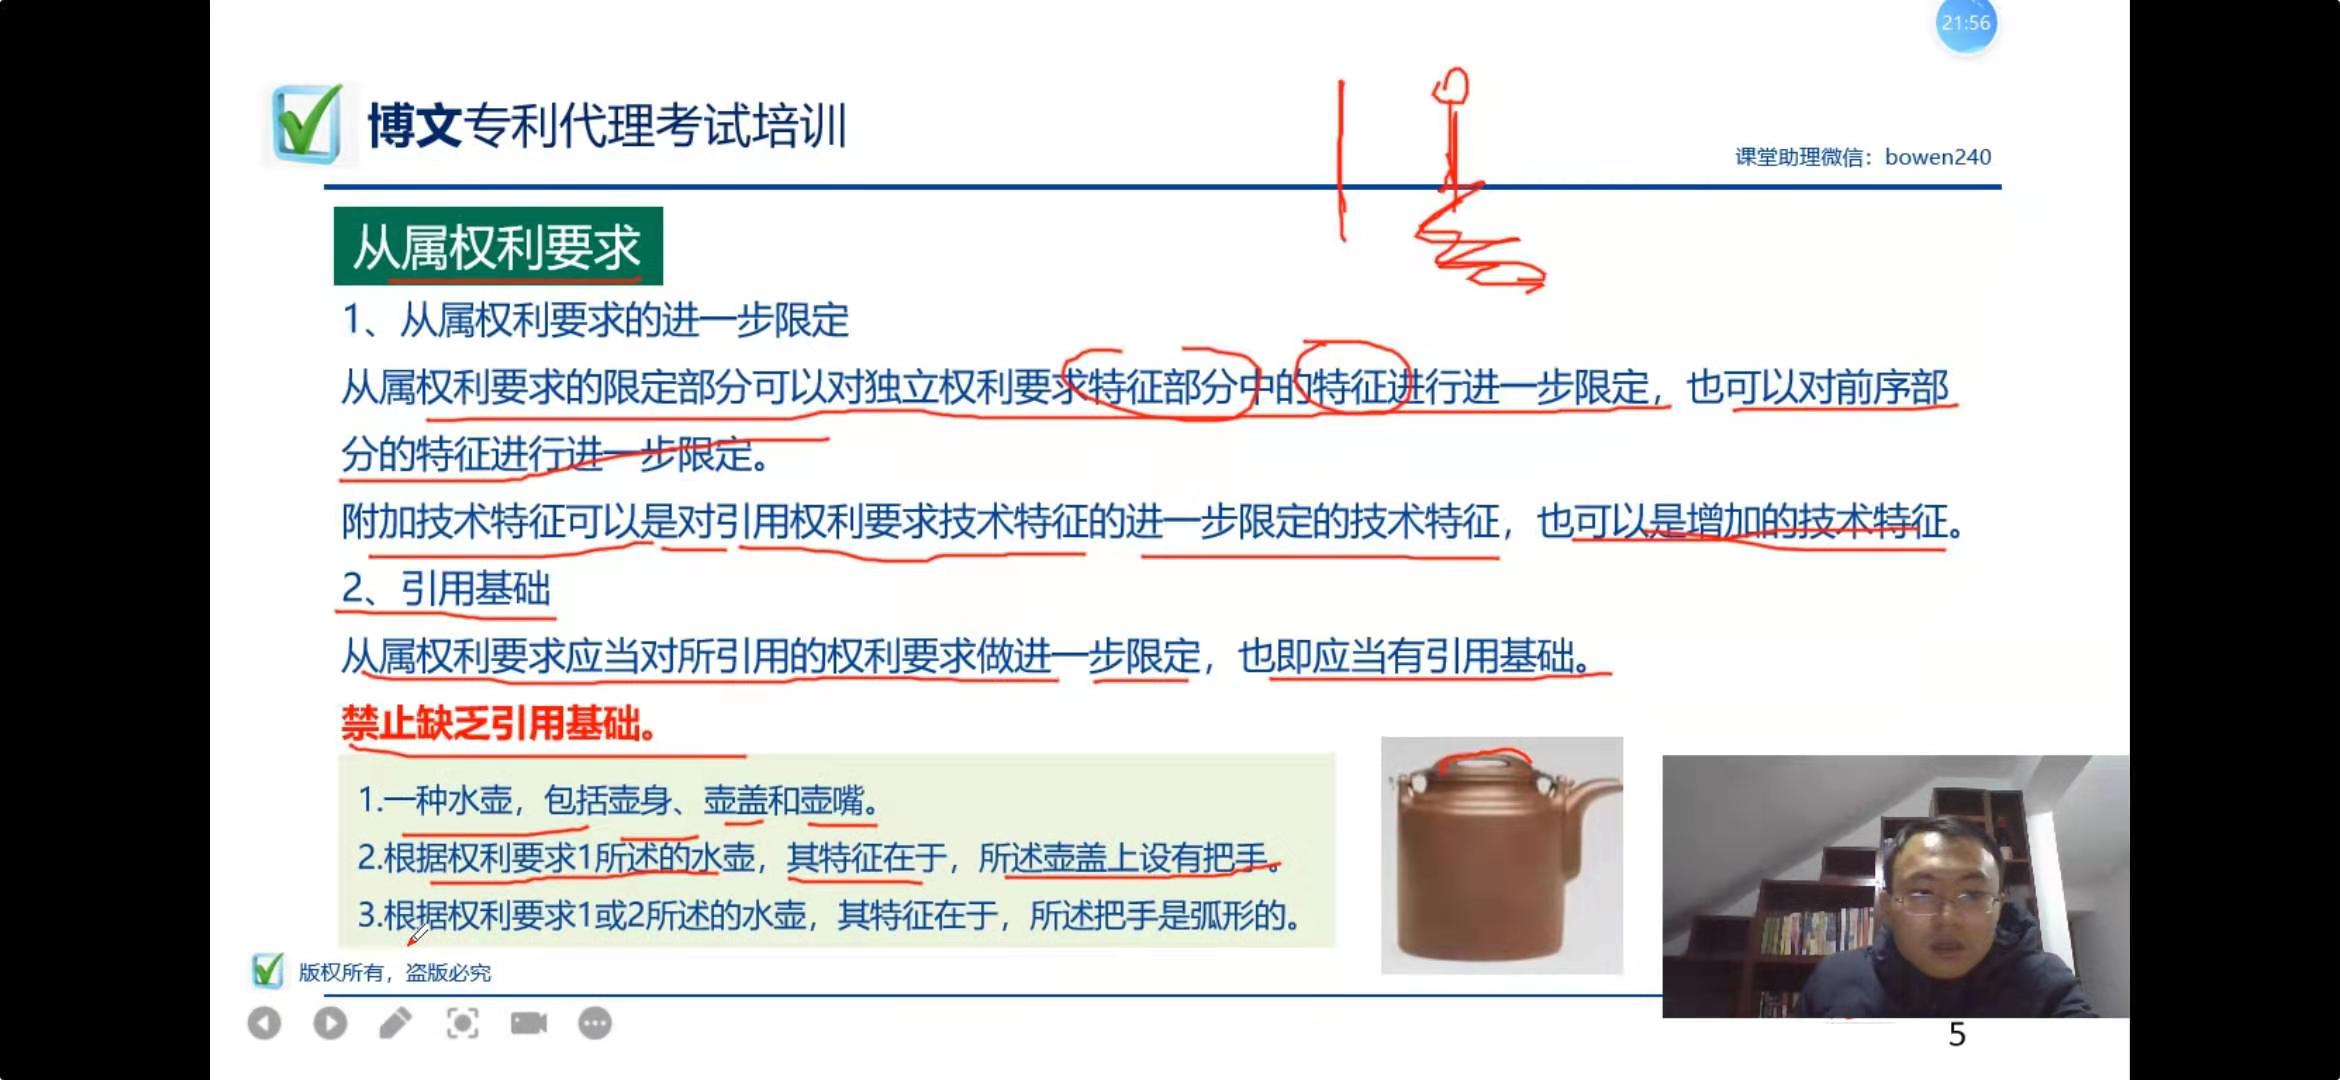 21:56
博文专利代理考试培训
课堂助理微信：bowen240
从属权利要求
1、从属权利要求的进一步限定
从属权利要求的限定部分可以对独立权利要求特征部分中的特征进行进一步限定，也可以对前序部
分的特征进行进一步限定。
附加技术特征可以是对引用权利要求技术特征的进一步限定的技术特征，也可以是增加的技术特征。
2、引用基础
从属权利要求应当对所引用的权利要求做进一步限定，也即应当有引用基础。
禁止缺乏引用基础。
1.一种水壶，包括壶身、壶盖和壶嘴。
2.根据权利要求1所述的水壶，其特征在于，所述壶盖上设有把手。
3.根据权利要求1或2所述的水壶，其特征在于，所述把手是弧形的。
版权所有，盗版必究
5